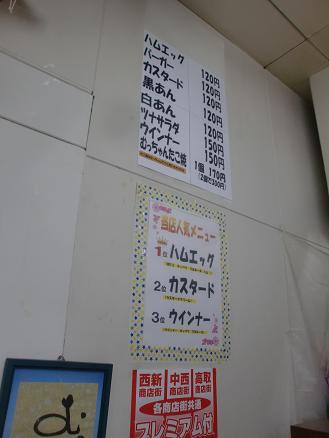 ハムエッグ 120円
バーガー 120円
カスタード 120円
黒あん 120円
白あん 120円
ツナサラダ 150円
ウインナー 150円
むっちゃんたこ焼 1個 170円
(2個で300円)
当店人気メニュー
1位 ハムエッグ
2位 カスタード
3位 ウインナー
西新商店街 中西商店街 高取商店街
各商店街共通
プレミアム付